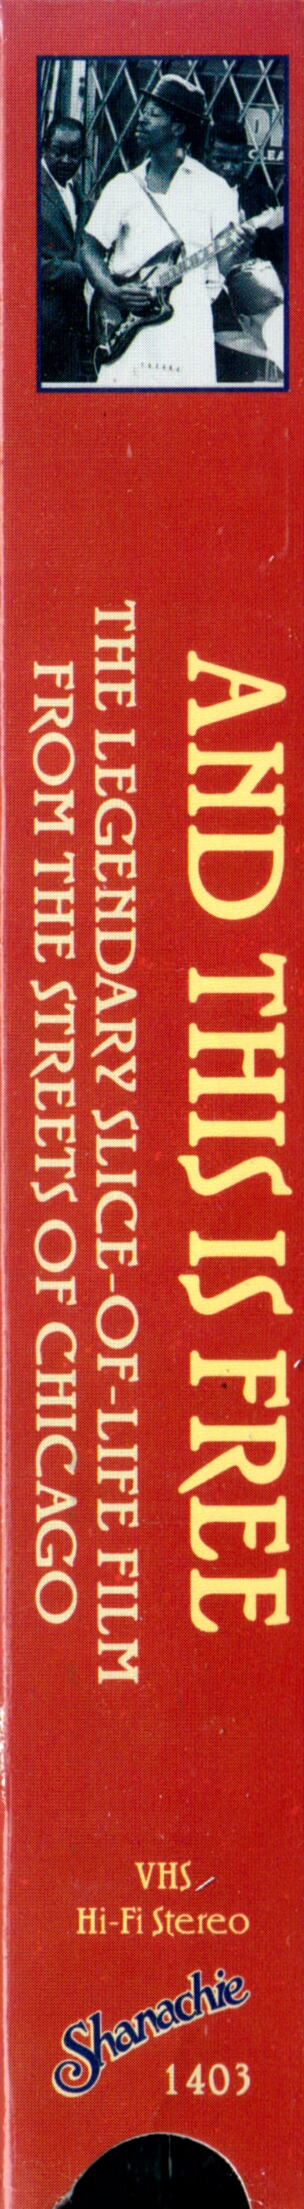 AND THIS IS FREE
THE LEGENDARY SLICE-OF-LIFE FILM
FROM THE STREETS OF CHICAGO
VHS
Hi-Fi Stereo
Shanachie
1403